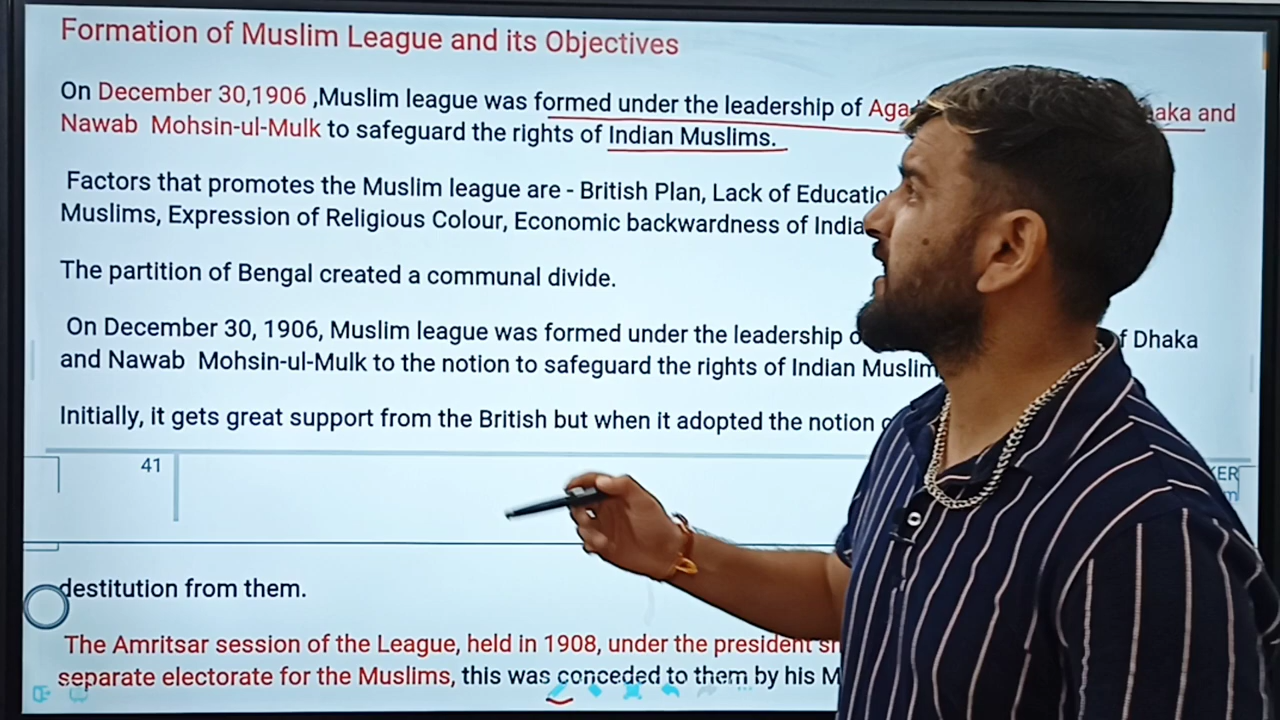 Formation of Muslim League and its Objectives
On December 30,1906 ,Muslim league was formed under the leadership of Aga aka and
Nawab Mohsin-ul-Mulk to safeguard the rights of Indian Muslims.
Factors that promotes the Muslim league are - British Plan, Lack of
Muslims, Expression of Religious Colour, Economic backwardness of
The partition of Bengal created a communal divide.
On December 30, 1906, Muslim league was formed under the leadership of Dhaka
and Nawab Mohsin-ul-Mulk to the notion to safeguard the rights of Indian
Initially, it gets great support from the British but when it adopted the notion
41
destitution from them.
The Amritsar session of the League, held in 1908, under the
separate electorate for the Muslims, this was conceded to them by his